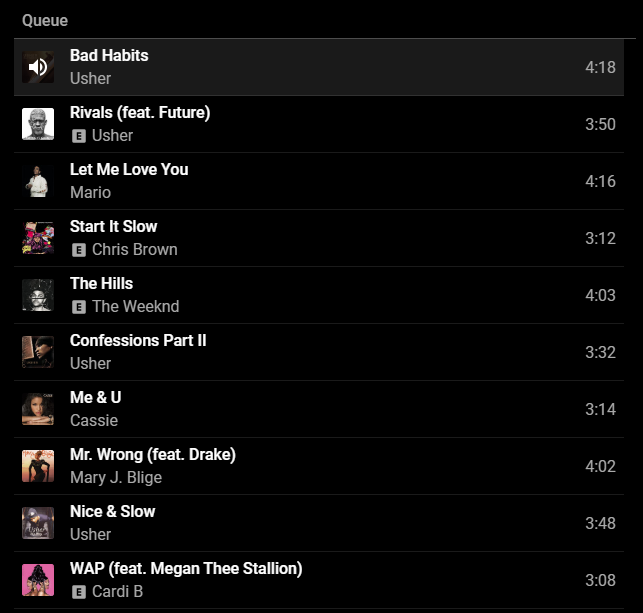 Queue
Bad Habits
Usher
4:18
Rivals (feat. Future)
E Usher
3:50
Let Me Love You
Mario
4:16
Start It Slow
E Chris Brown
3:12
The Hills
E The Weeknd
4:03
Confessions Part II
Usher
3:32
Me & U
Cassie
3:14
Mr. Wrong (feat. Drake)
Mary J. Blige
4:02
Nice & Slow
Usher
3:48
WAP (feat. Megan Thee Stallion)
E Cardi B
3:08